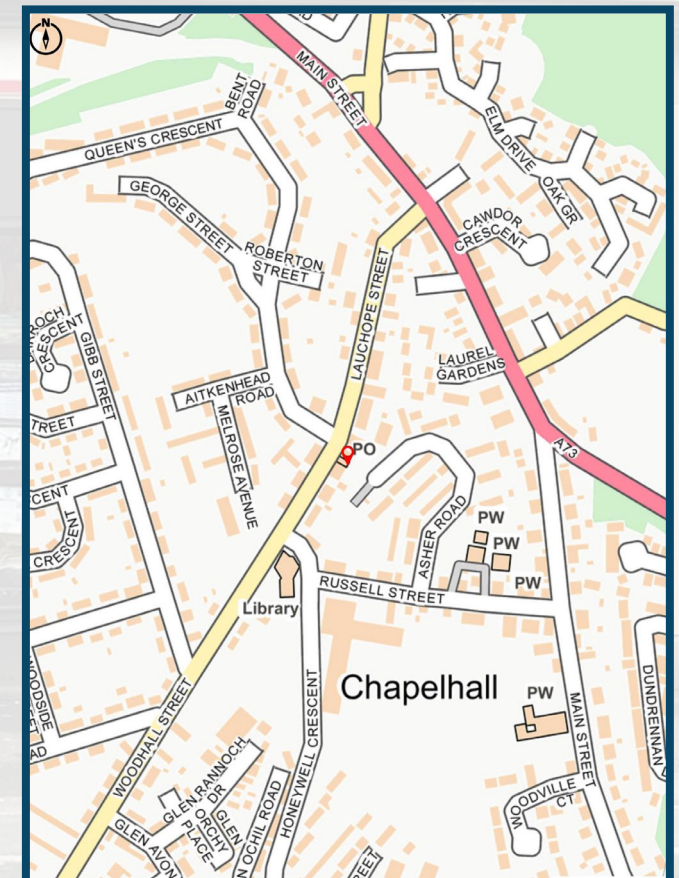 N
MAIN STREET
BENT
ROAD
QUEEN'S CRESCENT
ELM DRIVE
OAK GR
GEORGE STREET
CAWDOR
CRESCENT
ROBERTON
STREET
LAUCHOPE STREET
CRESCENT
GIBB STREET
LAUREL
GARDENS
AITKENHEAD
ROAD
MELROSE AVENUE
TREET
A73
PO
CENT
CRESCENT
ASHER ROAD
PW
PW
PW
RUSSELL STREET
Library
Chapelhall
PW
WOODSIDE
EET
AD
MAIN STREET
DUNDRENNAN
HONEYWELL CRESCENT
WOODHALL STREET
GLEN RANNOCH
DR
GLEN
ORCHY
PLACE
N OCHIL ROAD
WOODVILLE
CT
GLEN AVON
REET